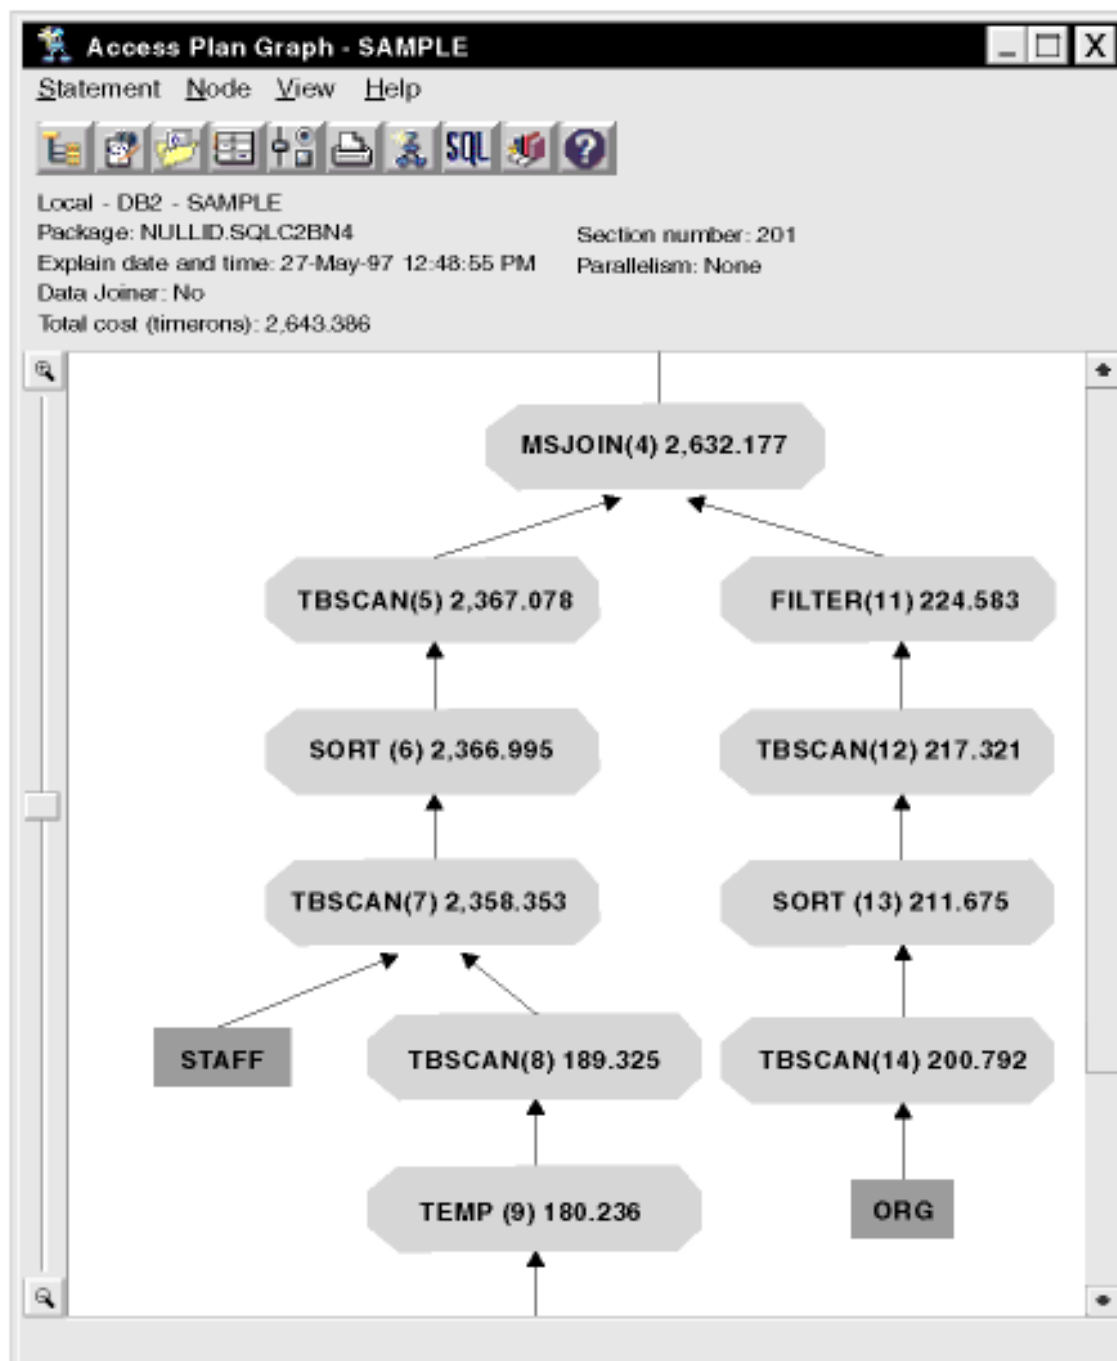 Access Plan Graph - SAMPLE
Statement Node View Help
SQL
Local - DB2 - SAMPLE
Package: NULLID.SQLC2BN4
Section number: 201
Explain date and time: 27-May-97 12:48:55 PM
Parallelism: None
Data Joiner: No
Total cost (timerons): 2,643.386
MSJOIN(4) 2,632.177
TBSCAN(5) 2,367.078
FILTER(11) 224.583
SORT (6) 2,366.995
TBSCAN(12) 217.321
TBSCAN(7) 2,358.353
SORT (13) 211.675
STAFF
TBSCAN(8) 189.325
TBSCAN(14) 200.792
TEMP (9) 180.236
ORG